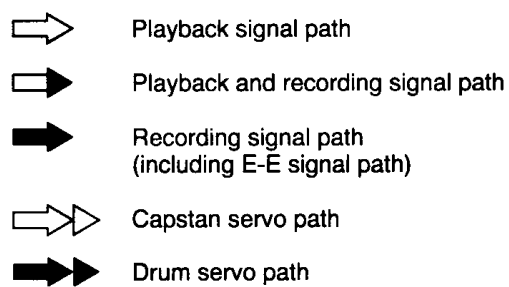 Playback signal path
Playback and recording signal path
Recording signal path
(including E-E signal path)
Capstan servo path
Drum servo path